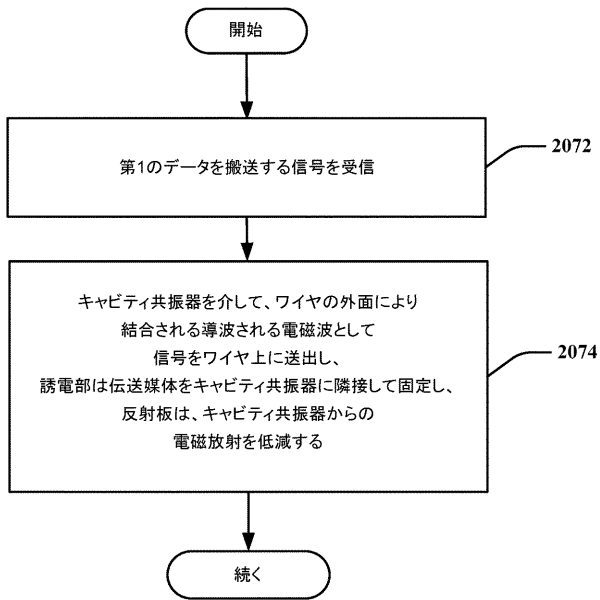 開始
第1のデータを搬送する信号を受信
2072
キャビティ共振器を介して、ワイヤの外面により
結合される導波される電磁波として
信号をワイヤ上に送出し、
誘電部は伝送媒体をキャビティ共振器に隣接して固定し、
反射板は、キャビティ共振器からの
電磁放射を低減する
2074
続く